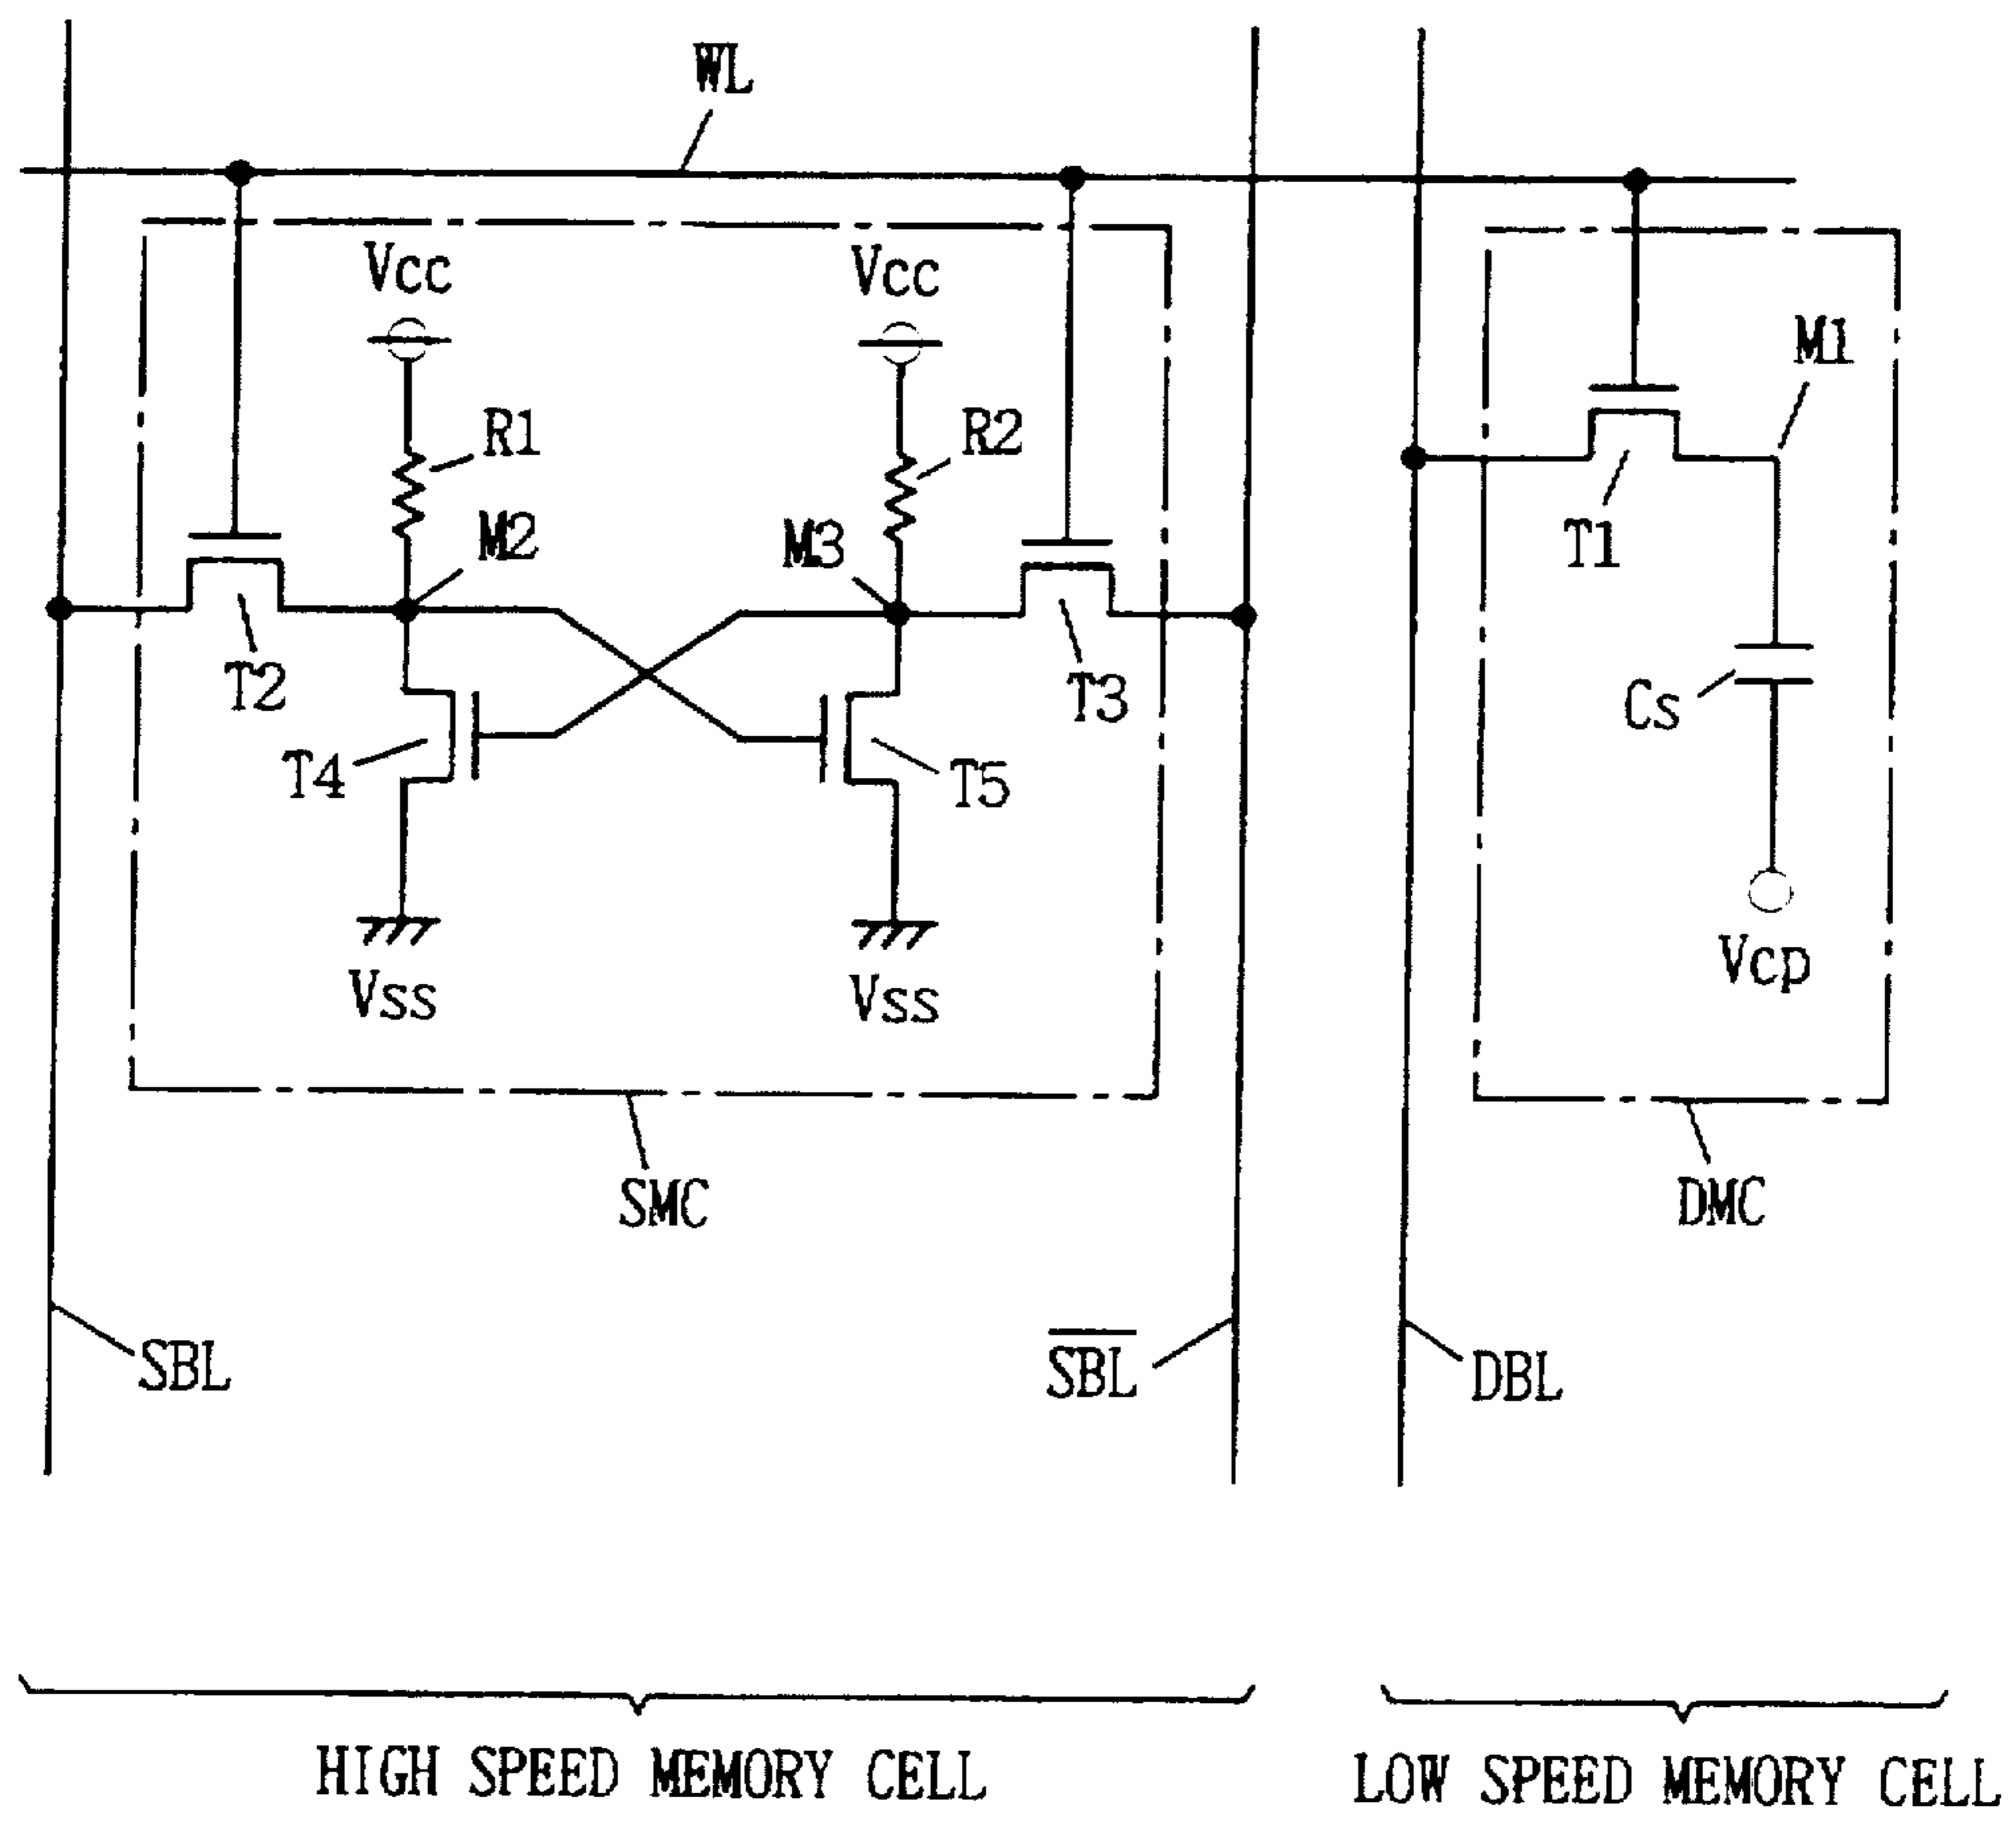 WL
Vcc
Vcc
M1
R1
R2
M2
M3
T1
T2
T3
Cs
T4
T5
Vcp
Vss
Vss
SMC
DMC
SBL
S̅B̅L̅
DBL
HIGH SPEED MEMORY CELL
LOW SPEED MEMORY CELL